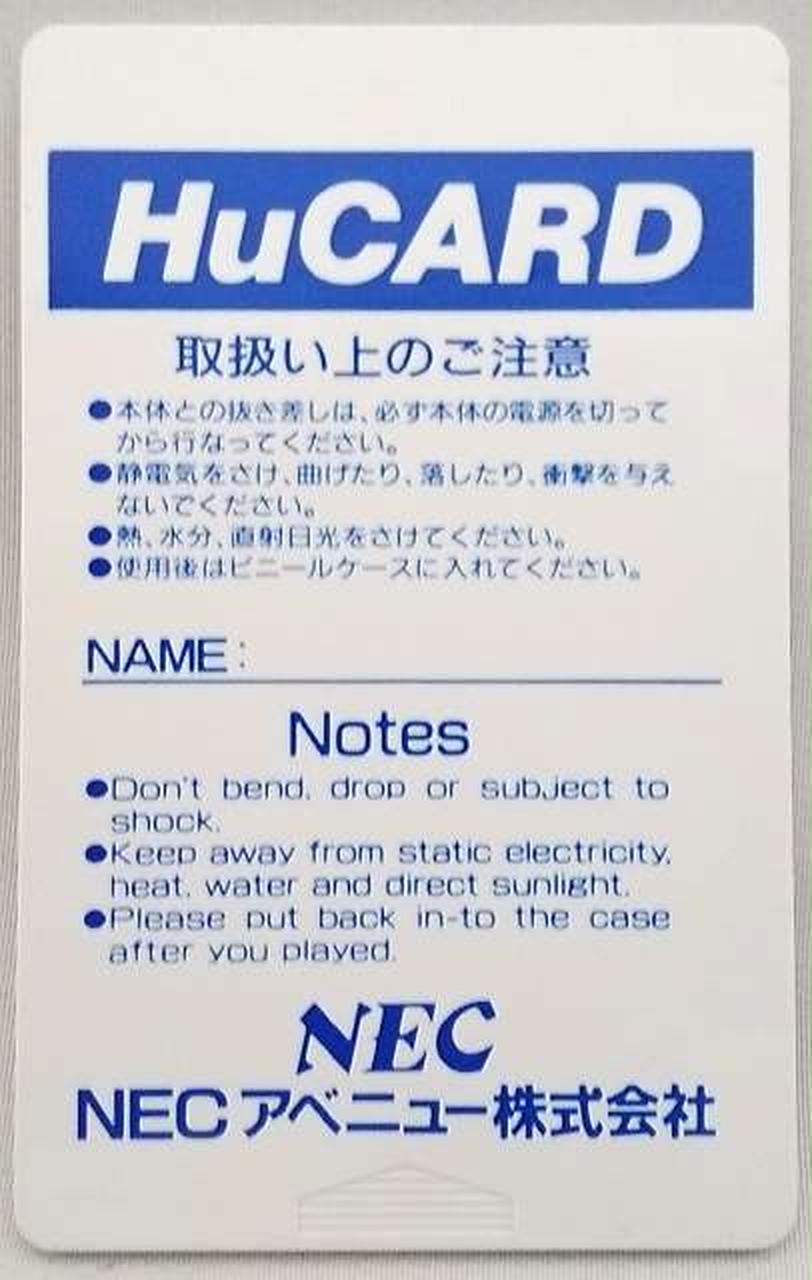 HuCARD
取扱い上のご注意
●本体との抜き差しは、必ず本体の電源を切って
から行なってください。
●静電気をさけ、曲げたり、落したり、衝撃を与え
ないでください。
●熱、水分、直射日光をさけてください。
●使用後はビニールケースに入れてください。
NAME:
Notes
●Don't bend, drop or subject to
shock.
●Keep away from static electricity,
heat, water and direct sunlight.
●Please put back in-to the case
after you played.
NEC
NECアベニュー株式会社